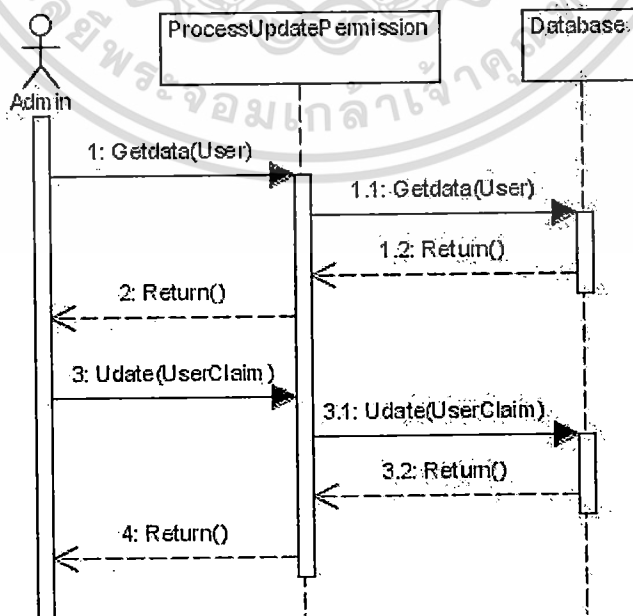 ProcessUpdatePermission
Database
Admin
1: Getdata(User)
1.1: Getdata(User)
1.2: Return()
2: Return()
3: Udate(UserClaim)
3.1: Udate(UserClaim)
3.2: Return()
4: Return()